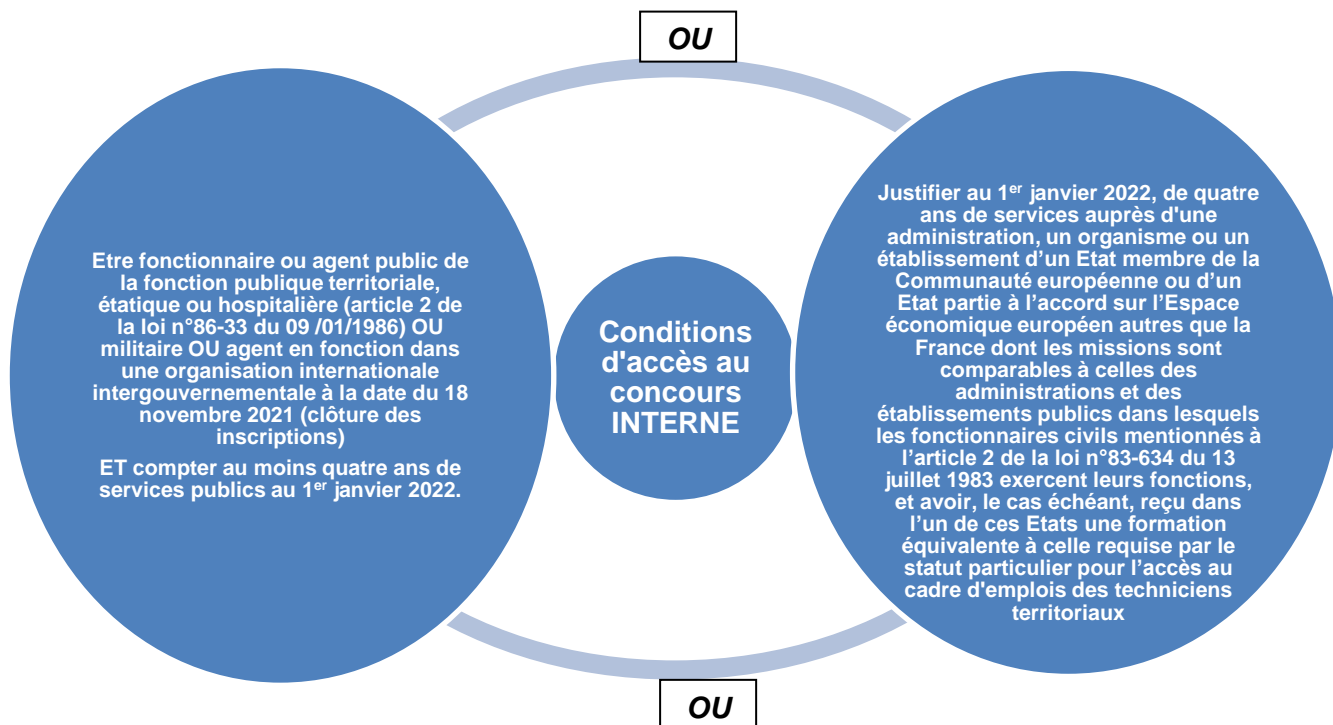 OU
Etre fonctionnaire ou agent public de
la fonction publique territoriale,
étatique ou hospitalière (article 2 de
la loi n°86-33 du 09 /01/1986) OU
militaire OU agent en fonction dans
une organisation internationale
intergouvernementale à la date du 18
novembre 2021 (clôture des
inscriptions)
ET compter au moins quatre ans de
services publics au 1er janvier 2022.
Conditions
d'accès au
concours
INTERNE
Justifier au 1er janvier 2022, de quatre
ans de services auprès d'une
administration, un organisme ou un
établissement d’un Etat membre de la
Communauté européenne ou d’un
Etat partie à l’accord sur l’Espace
économique européen autres que la
France dont les missions sont
comparables à celles des
administrations et des
établissements publics dans lesquels
les fonctionnaires civils mentionnés à
l’article 2 de la loi n°83-634 du 13
juillet 1983 exercent leurs fonctions,
et avoir, le cas échéant, reçu dans
l’un de ces Etats une formation
équivalente à celle requise par le
statut particulier pour l’accès au
cadre d'emplois des techniciens
territoriaux
OU